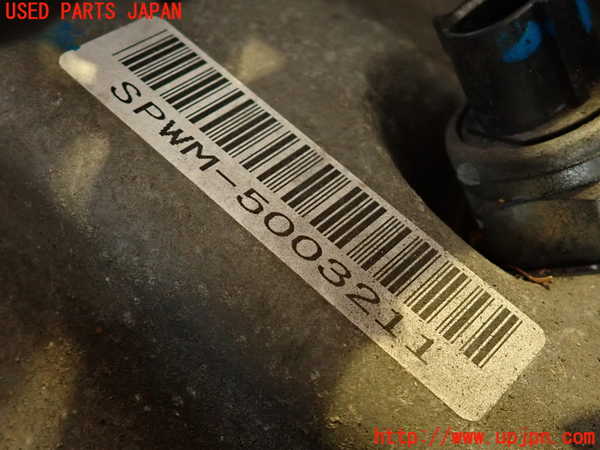 USED PARTS JAPAN
SPWM-5003211
http://www.upjpn.com/